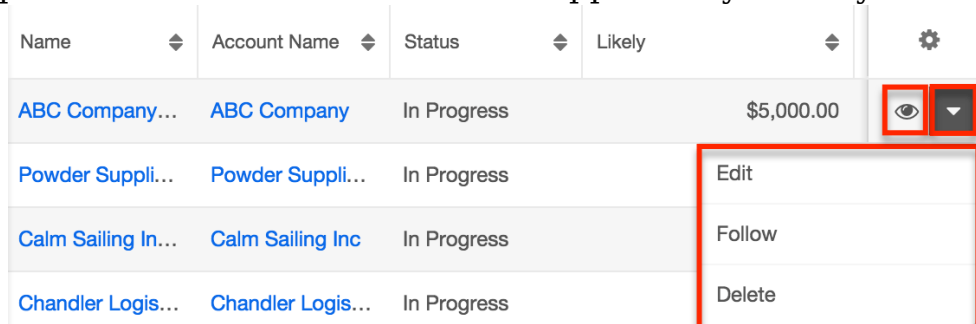 Name Account Name Status Likely
ABC Company... ABC Company In Progress $5,000.00
Powder Suppli... Powder Suppli... In Progress Edit
Calm Sailing In... Calm Sailing Inc In Progress Follow
Chandler Logis... Chandler Logis... In Progress Delete